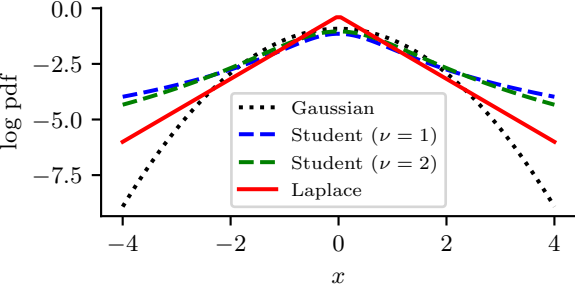 0.0
−2.5
−5.0
−7.5
log pdf
Gaussian
Student (ν = 1)
Student (ν = 2)
Laplace
−4 −2 0 2 4
x